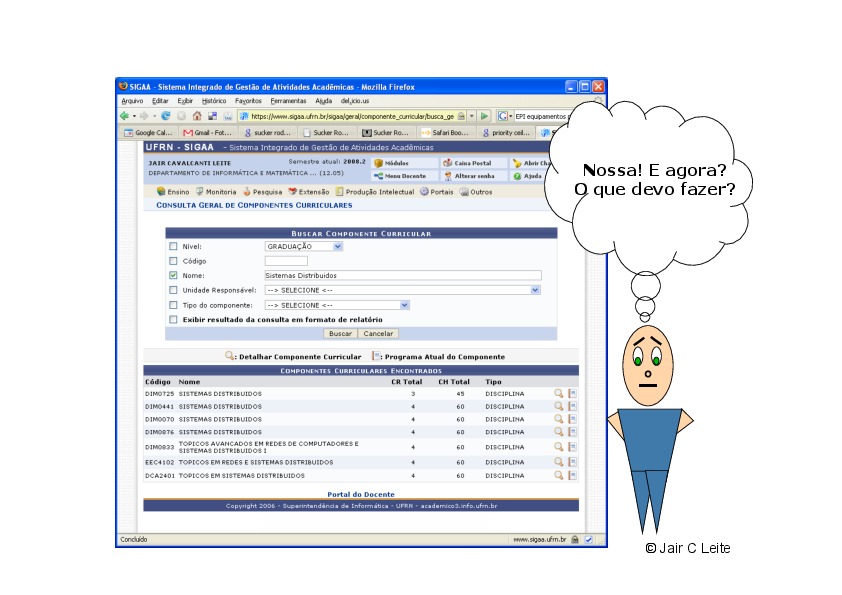 SIGAA - Sistema Integrado de Gestão de Atividades Acadêmicas - Mozilla Firefox
Arquivo Editar Exibir Histórico Favoritos Ferramentas Ajuda del.icio.us
https://www.sigaa.ufrn.br/sigaa/geral/componente_curricular/busca_ge
EPI equipamentos p
Google Cal... Gmail - Fot... sucker rod... Sucker Ro... Sucker Ro... Safari Boo... priority ceil...
UFRN - SIGAA - Sistema Integrado de Gestão de Atividades Acadêmicas
JAIR CAVALCANTI LEITE Semestre atual: 2008.2 Módulos Caixa Postal Abrir Cha
DEPARTAMENTO DE INFORMÁTICA E MATEMÁTICA ... (12.05) Menu Docente Alterar senha Ajuda
Ensino Monitoria Pesquisa Extensão Produção Intelectual Portais Outros
CONSULTA GERAL DE COMPONENTES CURRICULARES
BUSCAR COMPONENTE CURRICULAR
Nível: GRADUAÇÃO
Código
Nome: Sistemas Distribuidos
Unidade Responsável: --> SELECIONE <--
Tipo do componente: --> SELECIONE <--
Exibir resultado da consulta em formato de relatório
Buscar Cancelar
: Detalhar Componente Curricular : Programa Atual do Componente
COMPONENTES CURRICULARES ENCONTRADOS
Código Nome CR Total CH Total Tipo
DIM0725 SISTEMAS DISTRIBUIDOS 3 45 DISCIPLINA
DIM0441 SISTEMAS DISTRIBUIDOS 4 60 DISCIPLINA
DIM0070 SISTEMAS DISTRIBUIDOS 4 60 DISCIPLINA
DIM0876 SISTEMAS DISTRIBUIDOS 4 60 DISCIPLINA
DIM0833 TOPICOS AVANCADOS EM REDES DE COMPUTADORES E
SISTEMAS DISTRIBUIDOS I 4 60 DISCIPLINA
EEC4102 TOPICOS EM REDES E SISTEMAS DISTRIBUIDOS 4 60 DISCIPLINA
DCA2401 TOPICOS EM SISTEMAS DISTRIBUIDOS 4 60 DISCIPLINA
Portal do Docente
Copyright 2006 - Superintendência de Informática - UFRN - academico3.info.ufrn.br
Concluído www.sigaa.ufrn.br
Nossa! E agora?
O que devo fazer?
© Jair C Leite